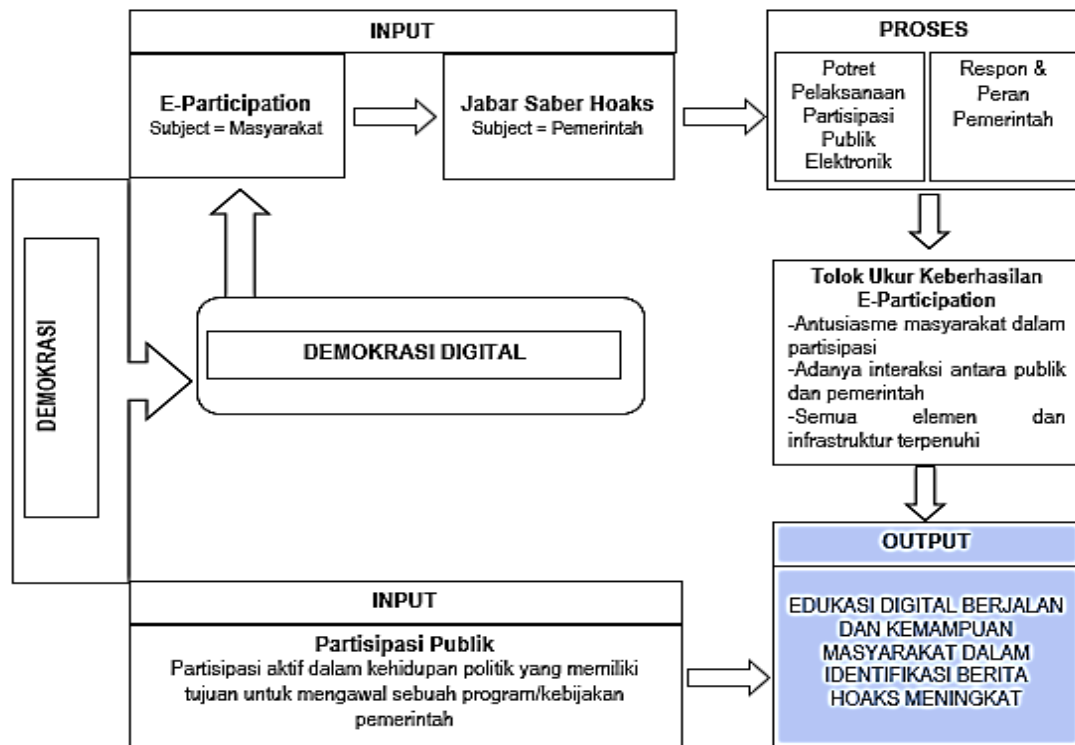 INPUT
E-Participation
Subject = Masyarakat
Jabar Saber Hoaks
Subject = Pemerintah
PROSES
Potret
Pelaksanaan
Partisipasi
Publik
Elektronik
Respon &
Peran
Pemerintah
DEMOKRASI
DEMOKRASI DIGITAL
Tolok Ukur Keberhasilan
E-Participation
-Antusiasme masyarakat dalam
partisipasi
-Adanya interaksi antara publik
dan pemerintah
-Semua elemen dan
infrastruktur terpenuhi
INPUT
Partisipasi Publik
Partisipasi aktif dalam kehidupan politik yang memiliki
tujuan untuk mengawal sebuah program/kebijakan
pemerintah
OUTPUT
EDUKASI DIGITAL BERJALAN
DAN KEMAMPUAN
MASYARAKAT DALAM
IDENTIFIKASI BERITA
HOAKS MENINGKAT